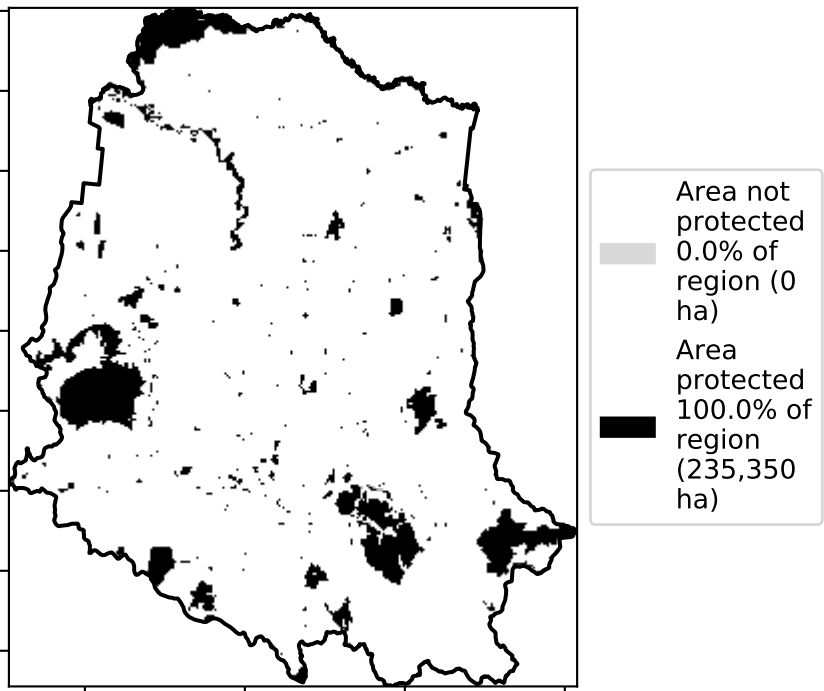 Area not
protected
0.0% of
region (0
ha)
Area
protected
100.0% of
region
(235,350
ha)